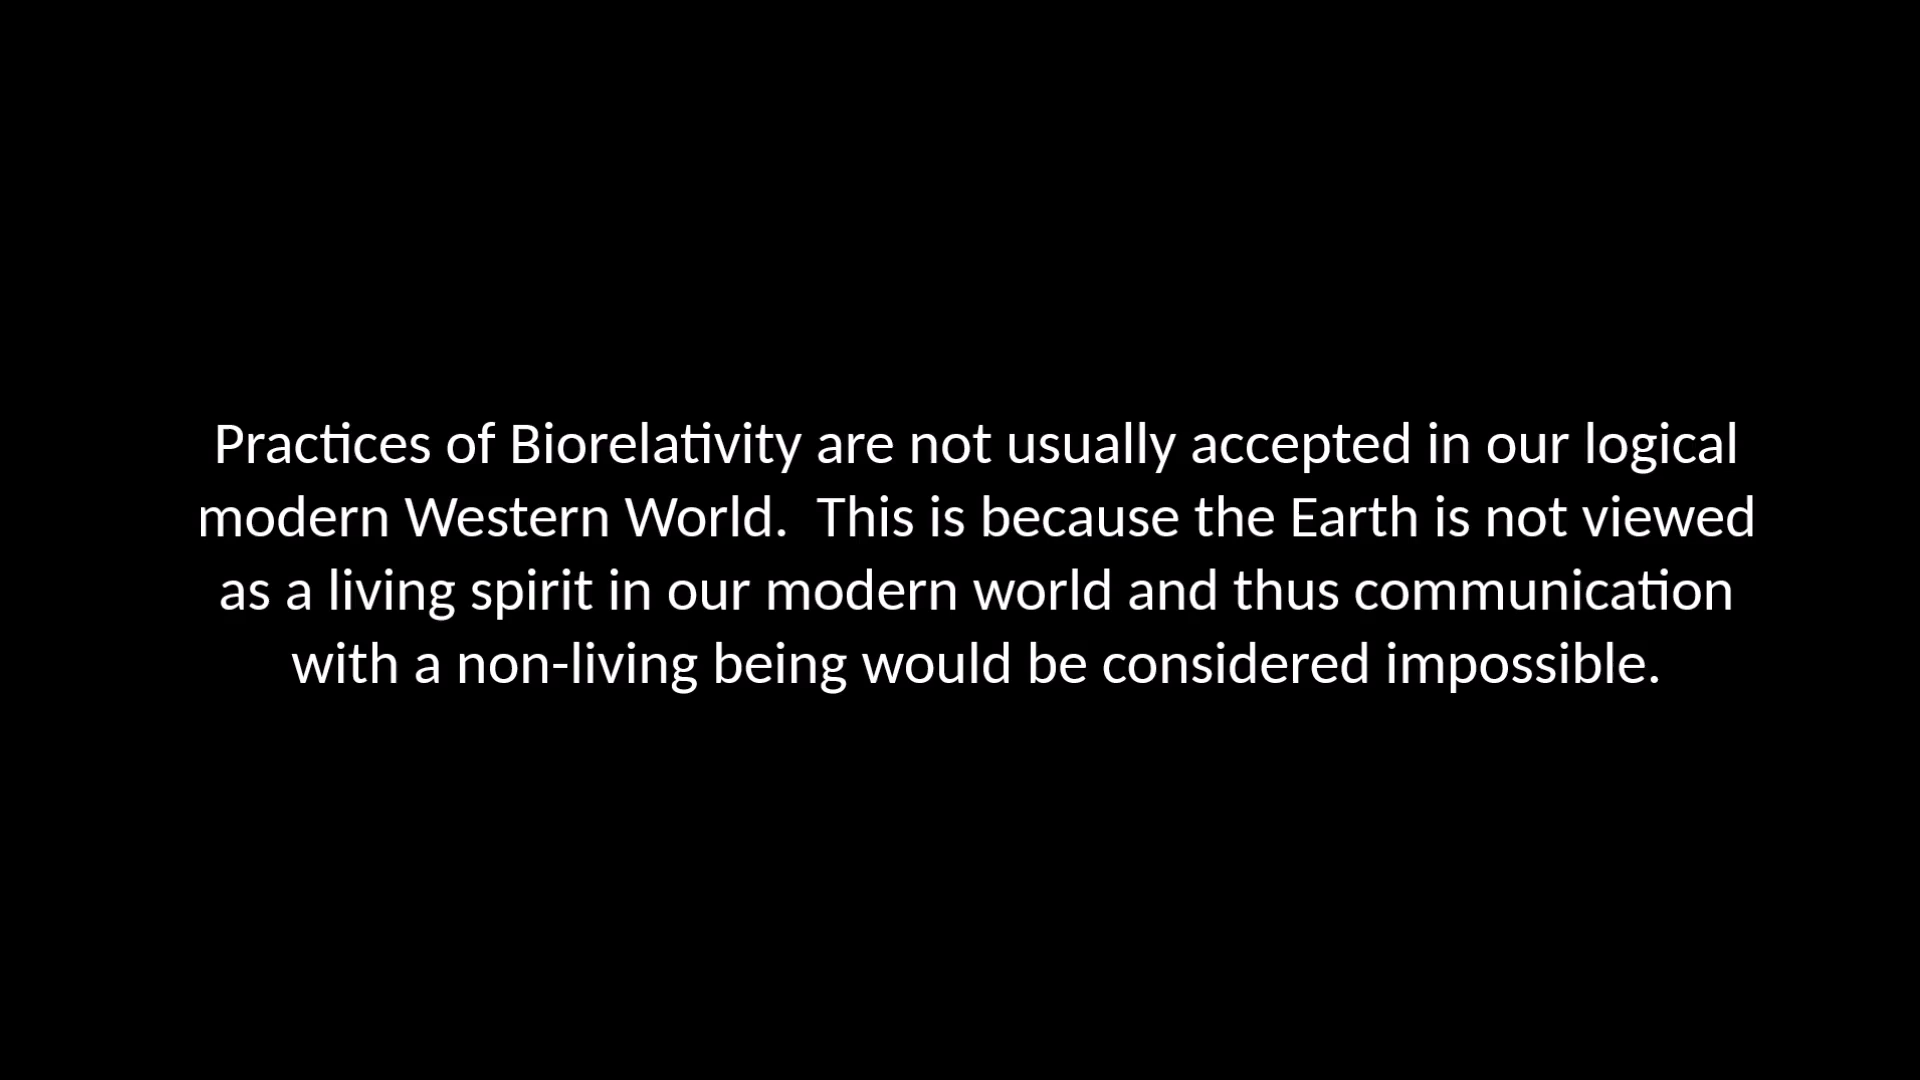 Practices of Biorelativity are not usually accepted in our logical
modern Western World.  This is because the Earth is not viewed
as a living spirit in our modern world and thus communication
with a non-living being would be considered impossible.